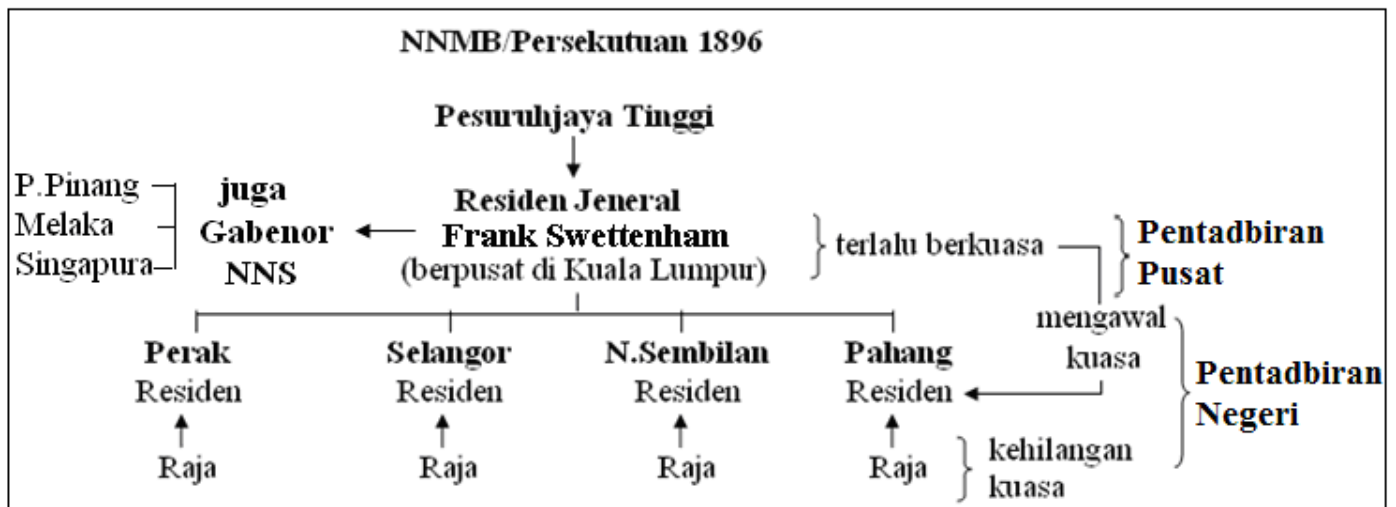 NNMB/Persekutuan 1896
Pesuruhjaya Tinggi
P.Pinang
Melaka
Singapura
juga
Gabenor
NNS
Residen Jeneral
Frank Swettenham
(berpusat di Kuala Lumpur)
terlalu berkuasa
Pentadbiran
Pusat
mengawal
kuasa
Perak
Residen
Raja
Selangor
Residen
Raja
N.Sembilan
Residen
Raja
Pahang
Residen
Raja
kehilangan
kuasa
Pentadbiran
Negeri